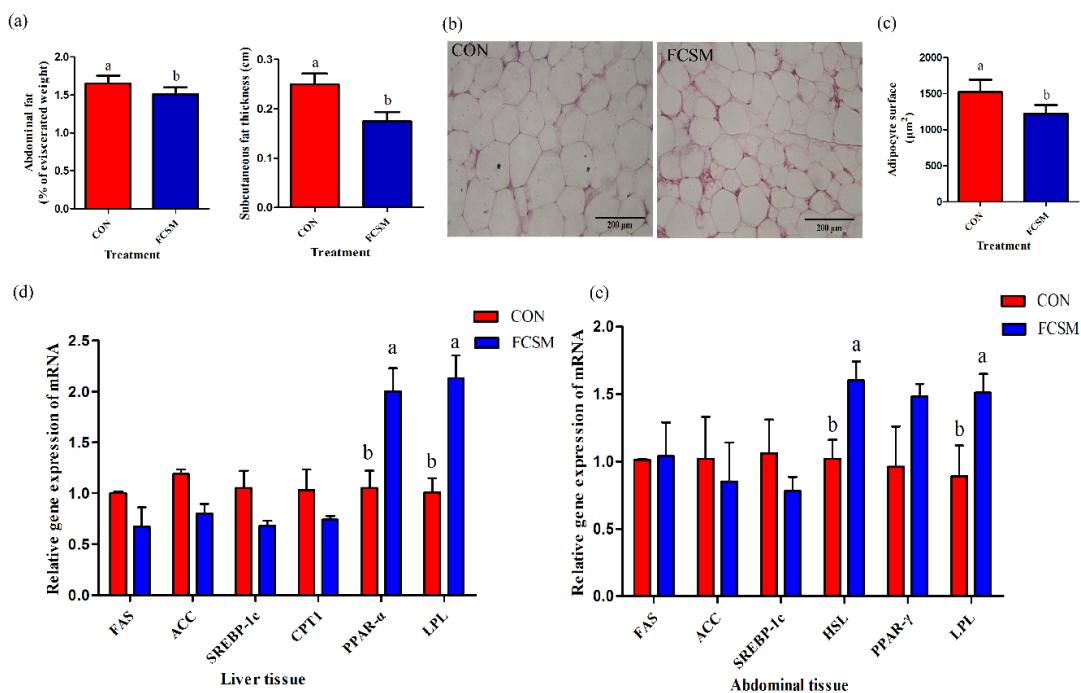 (a)
Abdominal fat
(% of eviscerated weight)
2.0
1.5
1.0
0.5
0.0
a
b
CON
FCSM
Treatment
Subcutaneous fat thickness (cm)
0.3
0.2
0.1
0.0
a
b
CON
FCSM
Treatment
(b)
CON
200 μm
FCSM
200 μm
(c)
Adipocyte surface
(μm²)
2000
1500
1000
500
0
a
b
CON
FCSM
Treatment
(d)
CON
FCSM
Relative gene expression of mRNA
2.5
2.0
1.5
1.0
0.5
0.0
b
a
b
a
FAS
ACC
SREBP-1c
CPT1
PPAR-α
LPL
Liver tissue
(e)
CON
FCSM
Relative gene expression of mRNA
2.0
1.5
1.0
0.5
0.0
b
a
b
a
FAS
ACC
SREBP-1c
HSL
PPAR-γ
LPL
Abdominal tissue